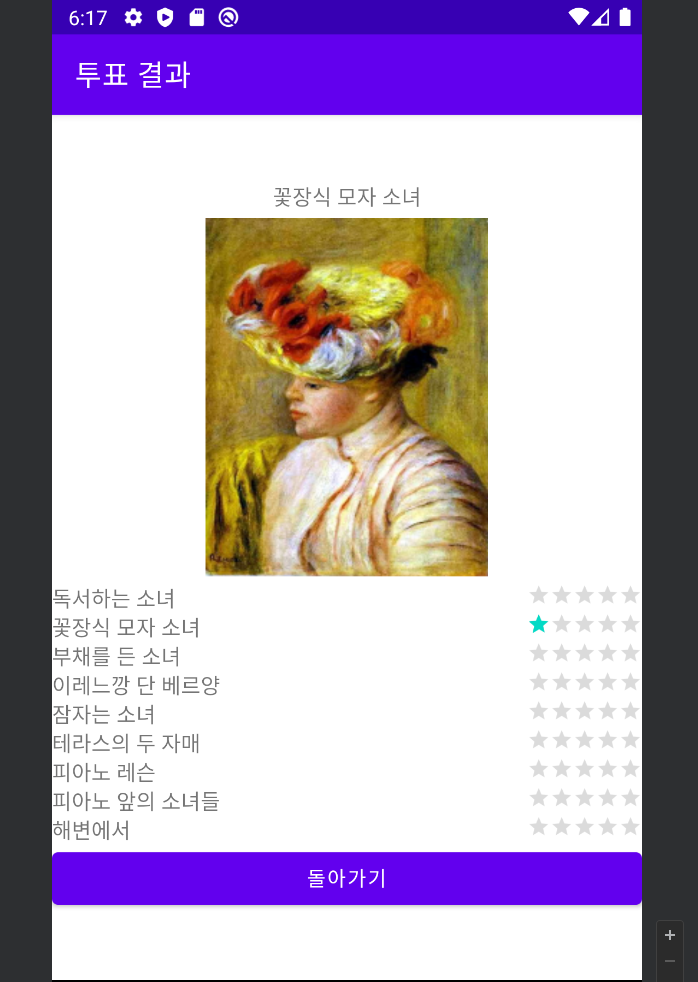 6:17
투표 결과
꽃장식 모자 소녀
독서하는 소녀
꽃장식 모자 소녀
부채를 든 소녀
이레느깡 단 베르양
잠자는 소녀
테라스의 두 자매
피아노 레슨
피아노 앞의 소녀들
해변에서
돌아가기